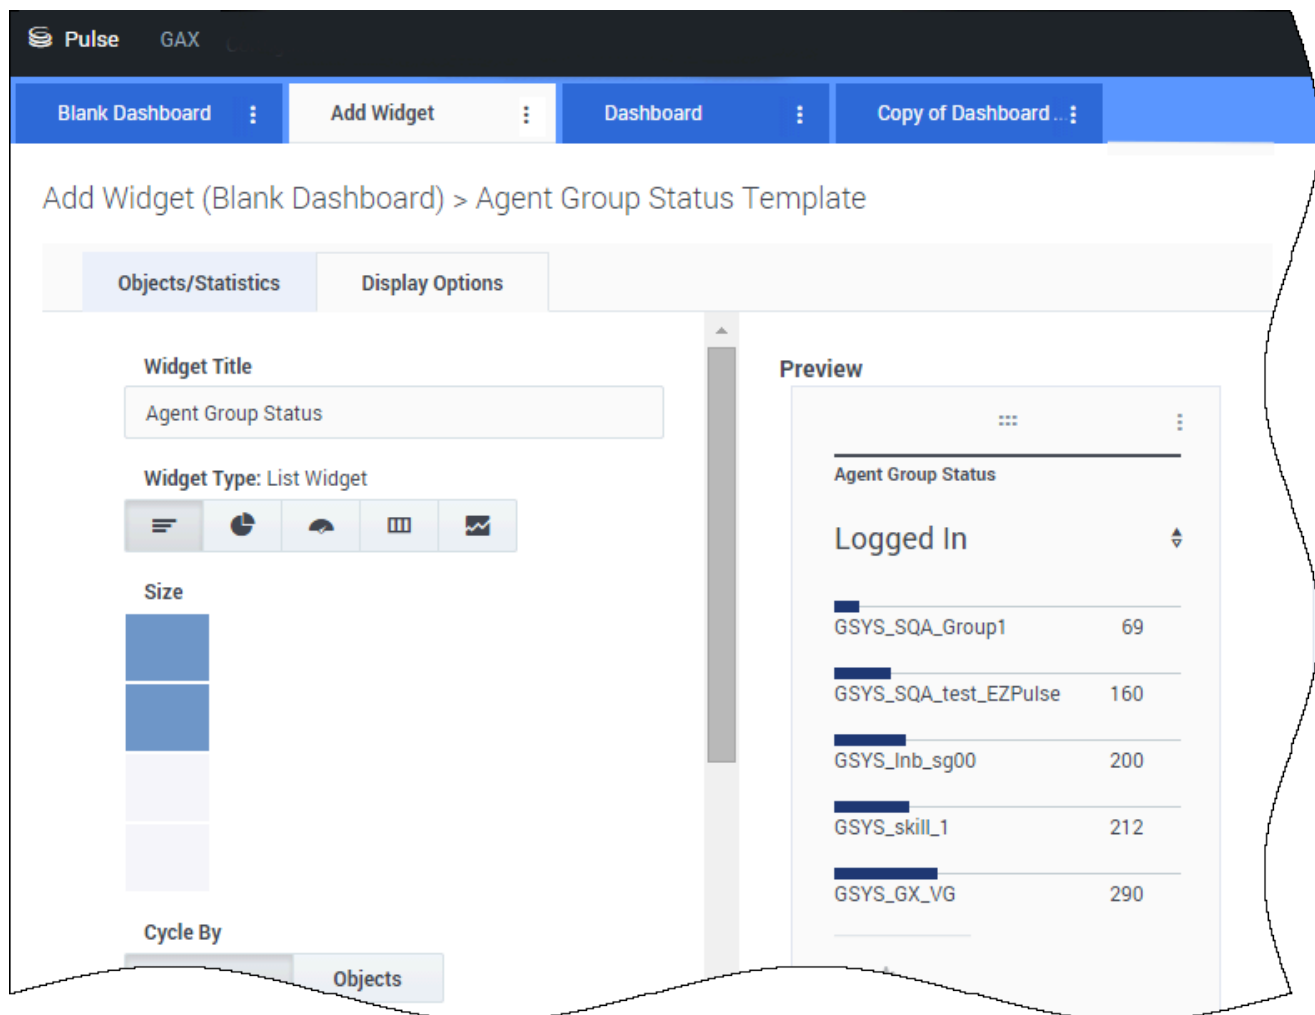 Pulse GAX
Blank Dashboard Add Widget Dashboard Copy of Dashboard ...
Add Widget (Blank Dashboard) > Agent Group Status Template
Objects/Statistics Display Options
Widget Title
Agent Group Status
Widget Type: List Widget
Size
Cycle By
Objects
Preview
Agent Group Status
Logged In
GSYS_SQA_Group1 69
GSYS_SQA_test_EZPulse 160
GSYS_Inb_sg00 200
GSYS_skill_1 212
GSYS_GX_VG 290